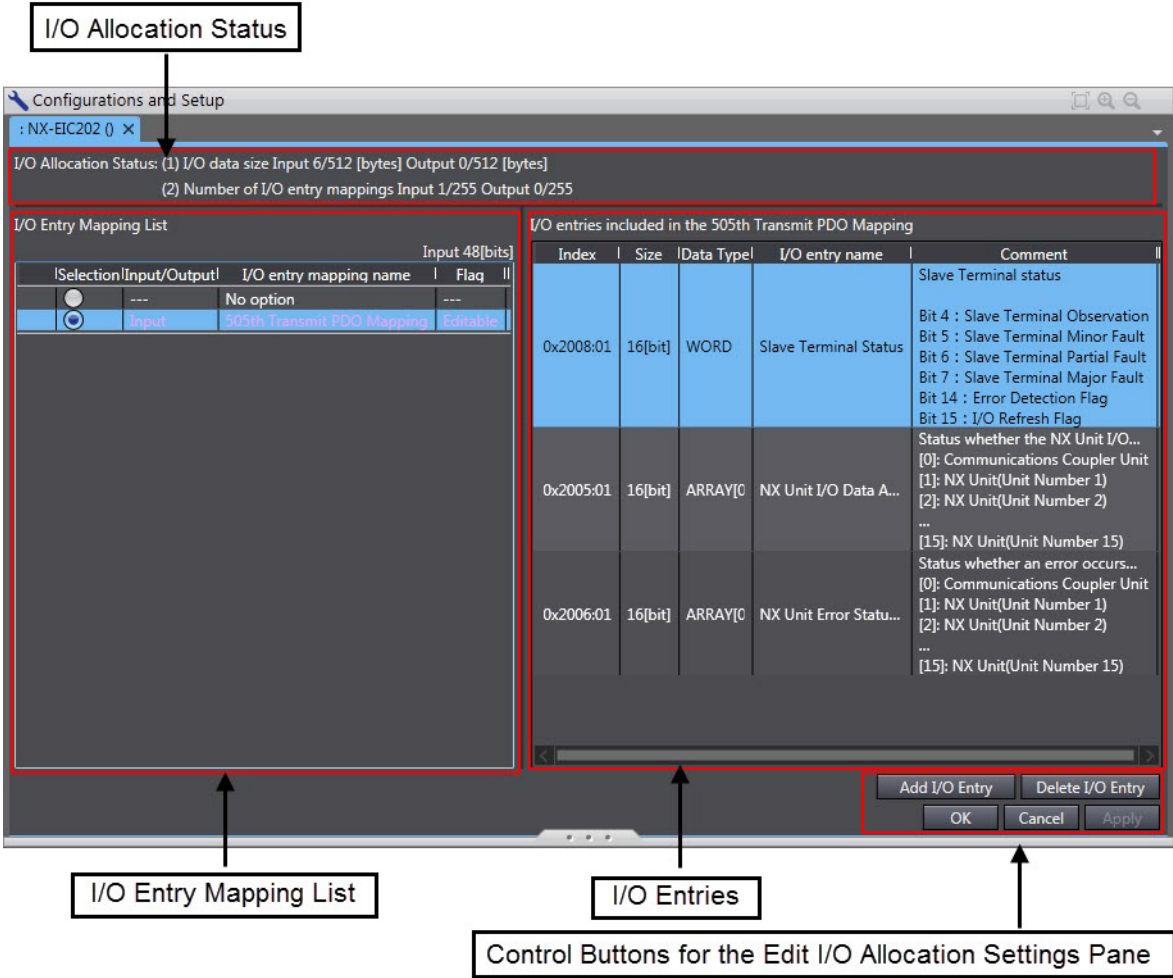 I/O Allocation Status
Configurations and Setup
: NX-EIC202 () ×
I/O Allocation Status: (1) I/O data size Input 6/512 [bytes] Output 0/512 [bytes]
(2) Number of I/O entry mappings Input 1/255 Output 0/255
I/O Entry Mapping List
Input 48[bits]
Selection Input/Output I/O entry mapping name Flag
--- No option ---
Input 505th Transmit PDO Mapping Editable
I/O entries included in the 505th Transmit PDO Mapping
Index Size Data Type I/O entry name Comment
0x2008:01 16[bit] WORD Slave Terminal Status
Slave Terminal status
Bit 4 : Slave Terminal Observation
Bit 5 : Slave Terminal Minor Fault
Bit 6 : Slave Terminal Partial Fault
Bit 7 : Slave Terminal Major Fault
Bit 14 : Error Detection Flag
Bit 15 : I/O Refresh Flag
0x2005:01 16[bit] ARRAY[0 NX Unit I/O Data A...
Status whether the NX Unit I/O...
[0]: Communications Coupler Unit
[1]: NX Unit(Unit Number 1)
[2]: NX Unit(Unit Number 2)
...
[15]: NX Unit(Unit Number 15)
0x2006:01 16[bit] ARRAY[0 NX Unit Error Statu...
Status whether an error occurs...
[0]: Communications Coupler Unit
[1]: NX Unit(Unit Number 1)
[2]: NX Unit(Unit Number 2)
...
[15]: NX Unit(Unit Number 15)
Add I/O Entry Delete I/O Entry
OK Cancel Apply
I/O Entry Mapping List
I/O Entries
Control Buttons for the Edit I/O Allocation Settings Pane